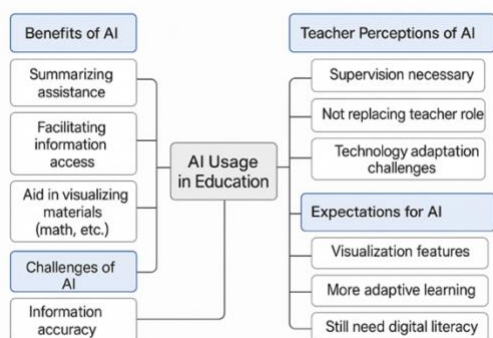 Benefits of AI
Summarizing
assistance
Facilitating
information
access
Aid in visualizing
materials
(math, etc.)
Challenges of
AI
Information
accuracy
AI Usage
in Education
Teacher Perceptions of AI
Supervision necessary
Not replacing teacher role
Technology adaptation
challenges
Expectations for AI
Visualization features
More adaptive learning
Still need digital literacy